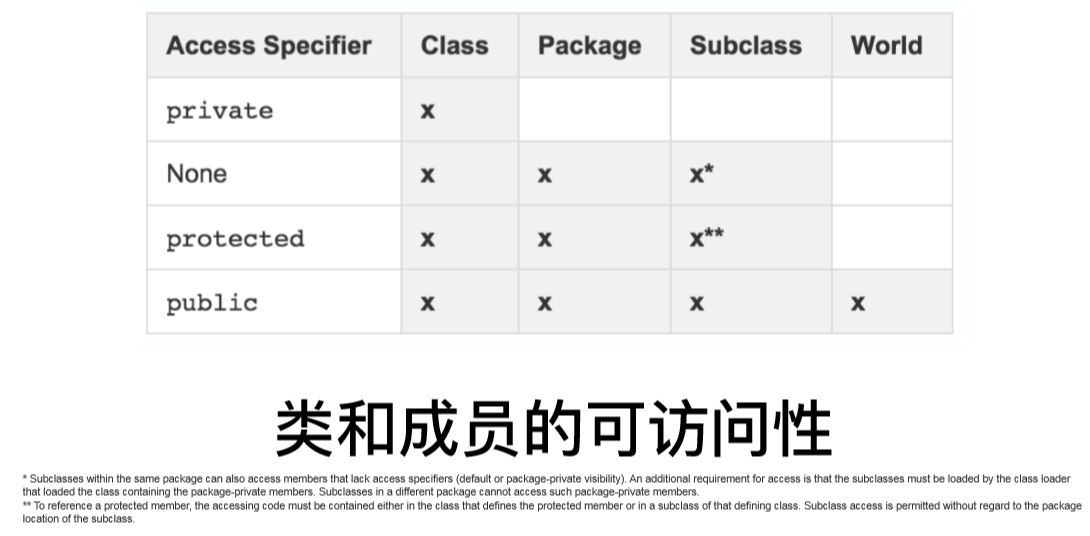 Access Specifier Class Package Subclass World
private x
None x x x*
protected x x x**
public x x x x
类和成员的可访问性
* Subclasses within the same package can also access members that lack access specifiers (default or package-private visibility). An additional requirement for access is that the subclasses must be loaded by the class loader
that loaded the class containing the package-private members. Subclasses in a different package cannot access such package-private members.
** To reference a protected member, the accessing code must be contained either in the class that defines the protected member or in a subclass of that defining class. Subclass access is permitted without regard to the package
location of the subclass.